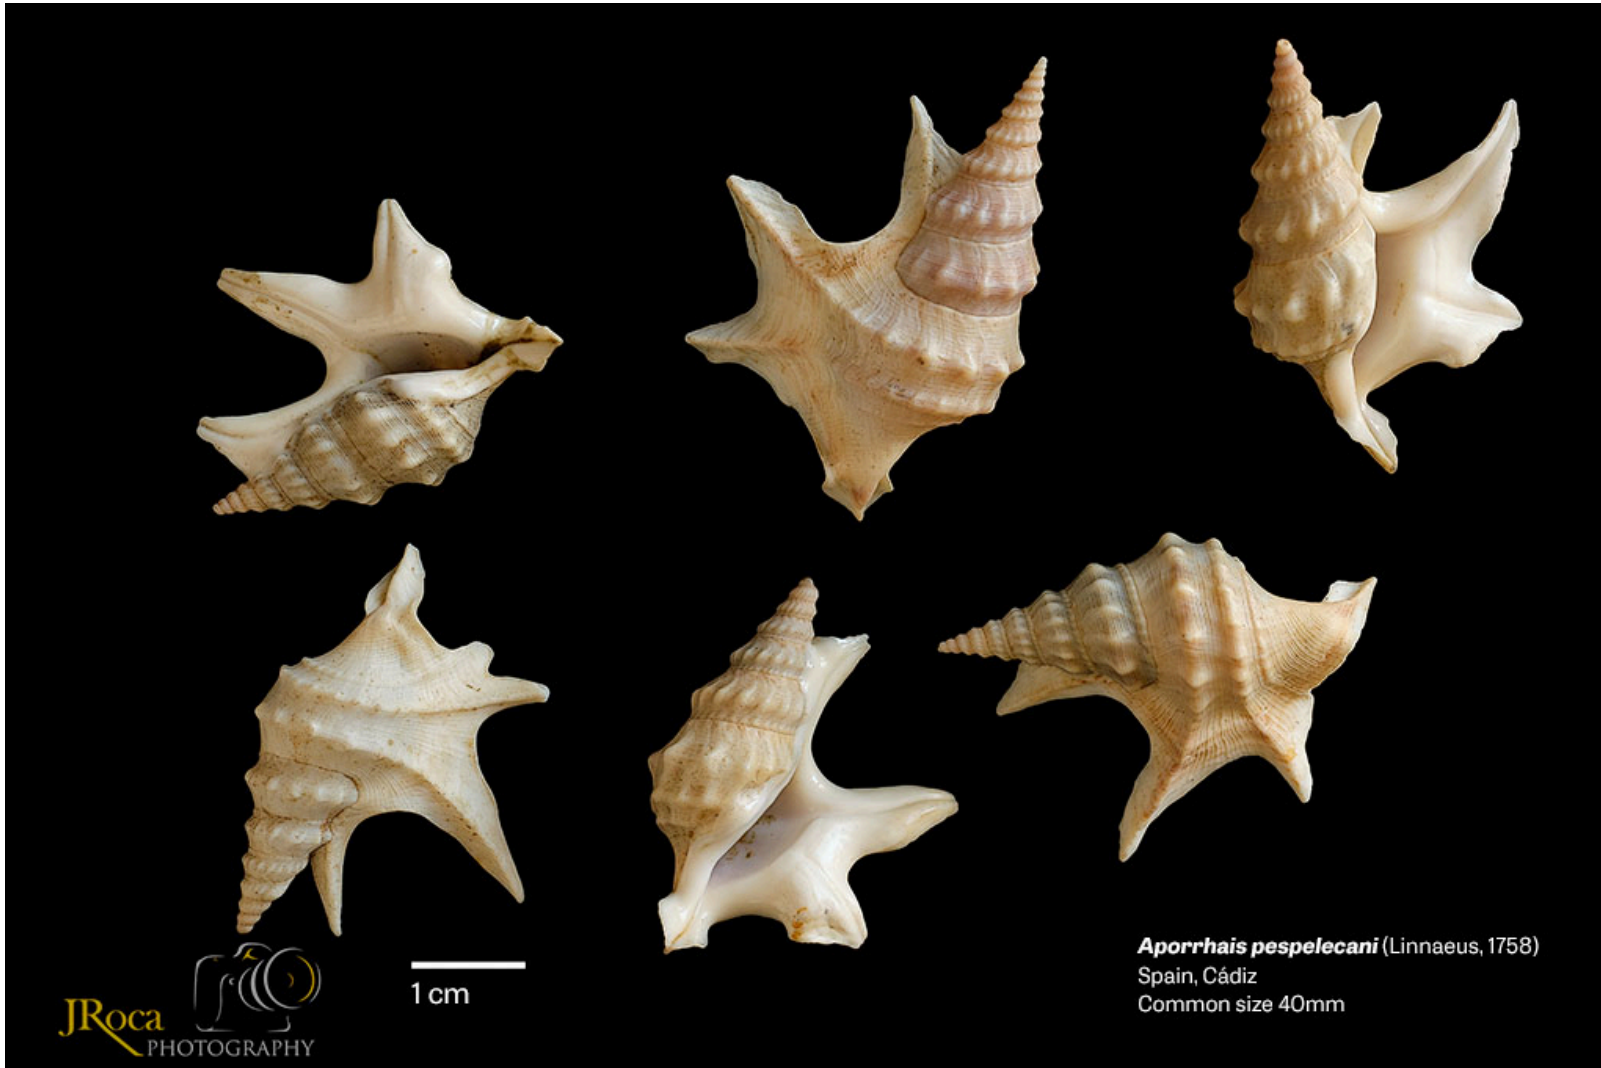 JRoca
PHOTOGRAPHY
1 cm
Aporrhais pespelecani (Linnaeus, 1758)
Spain, Cádiz
Common size 40mm